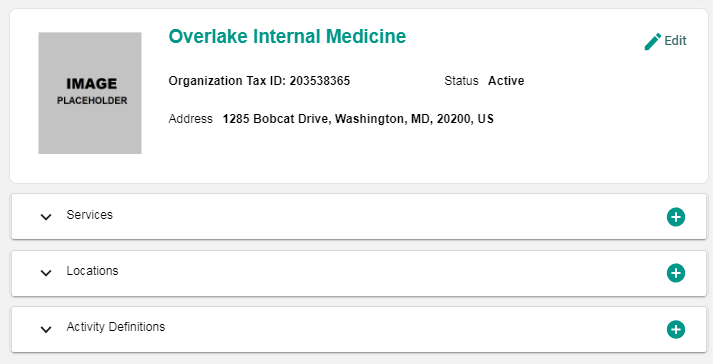 IMAGE
PLACEHOLDER
Overlake Internal Medicine
Edit
Organization Tax ID: 203538365 Status Active
Address 1285 Bobcat Drive, Washington, MD, 20200, US
Services
Locations
Activity Definitions